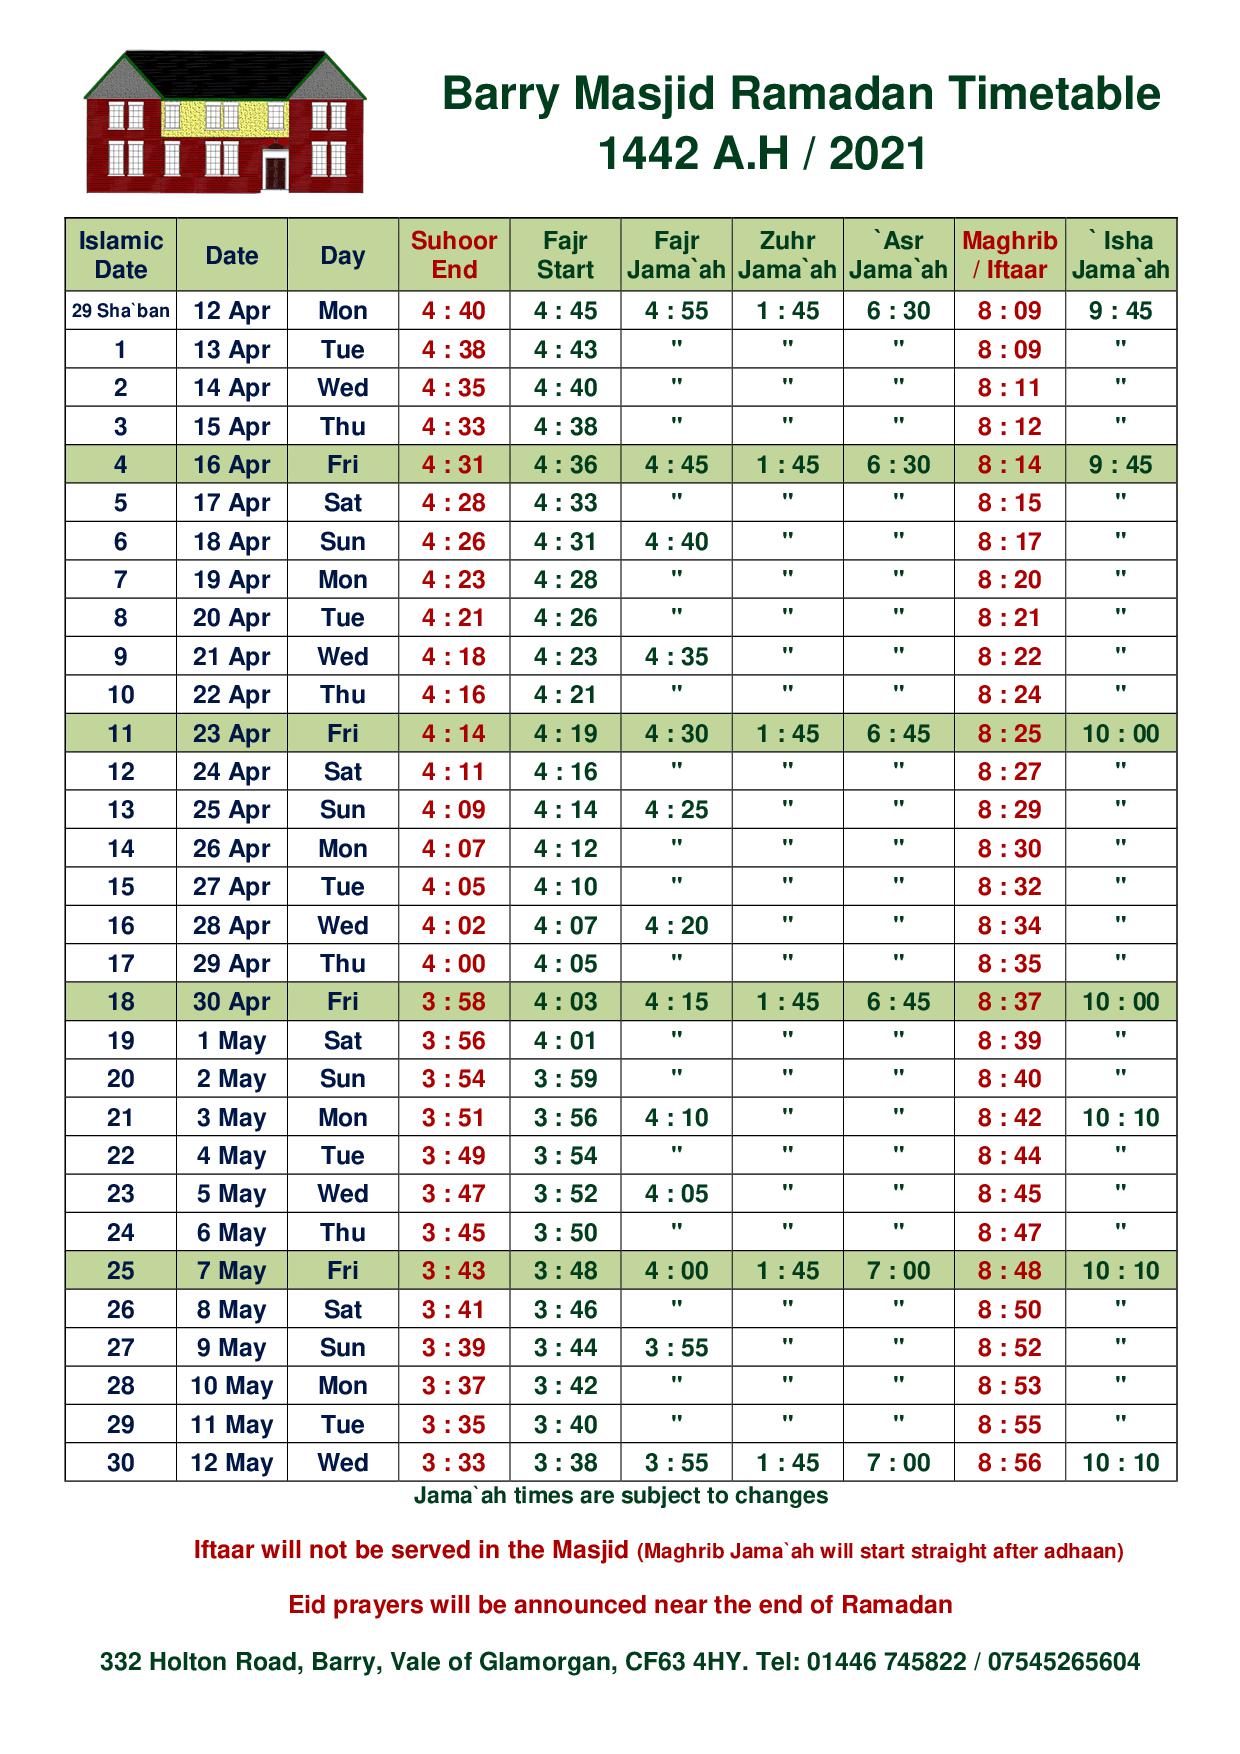 Barry Masjid Ramadan Timetable
1442 A.H / 2021
Islamic Date | Date | Day | Suhoor End | Fajr Start | Fajr Jama`ah | Zuhr Jama`ah | `Asr Jama`ah | Maghrib / Iftaar | ` Isha Jama`ah
29 Sha`ban 12 Apr Mon 4 : 40 4 : 45 4 : 55 1 : 45 6 : 30 8 : 09 9 : 45
1 13 Apr Tue 4 : 38 4 : 43 " " " 8 : 09 "
2 14 Apr Wed 4 : 35 4 : 40 " " " 8 : 11 "
3 15 Apr Thu 4 : 33 4 : 38 " " " 8 : 12 "
4 16 Apr Fri 4 : 31 4 : 36 4 : 45 1 : 45 6 : 30 8 : 14 9 : 45
5 17 Apr Sat 4 : 28 4 : 33 " " " 8 : 15 "
6 18 Apr Sun 4 : 26 4 : 31 4 : 40 " " 8 : 17 "
7 19 Apr Mon 4 : 23 4 : 28 " " " 8 : 20 "
8 20 Apr Tue 4 : 21 4 : 26 " " " 8 : 21 "
9 21 Apr Wed 4 : 18 4 : 23 4 : 35 " " 8 : 22 "
10 22 Apr Thu 4 : 16 4 : 21 " " " 8 : 24 "
11 23 Apr Fri 4 : 14 4 : 19 4 : 30 1 : 45 6 : 45 8 : 25 10 : 00
12 24 Apr Sat 4 : 11 4 : 16 " " " 8 : 27 "
13 25 Apr Sun 4 : 09 4 : 14 4 : 25 " " 8 : 29 "
14 26 Apr Mon 4 : 07 4 : 12 " " " 8 : 30 "
15 27 Apr Tue 4 : 05 4 : 10 " " " 8 : 32 "
16 28 Apr Wed 4 : 02 4 : 07 4 : 20 " " 8 : 34 "
17 29 Apr Thu 4 : 00 4 : 05 " " " 8 : 35 "
18 30 Apr Fri 3 : 58 4 : 03 4 : 15 1 : 45 6 : 45 8 : 37 10 : 00
19 1 May Sat 3 : 56 4 : 01 " " " 8 : 39 "
20 2 May Sun 3 : 54 3 : 59 " " " 8 : 40 "
21 3 May Mon 3 : 51 3 : 56 4 : 10 " " 8 : 42 10 : 10
22 4 May Tue 3 : 49 3 : 54 " " " 8 : 44 "
23 5 May Wed 3 : 47 3 : 52 4 : 05 " " 8 : 45 "
24 6 May Thu 3 : 45 3 : 50 " " " 8 : 47 "
25 7 May Fri 3 : 43 3 : 48 4 : 00 1 : 45 7 : 00 8 : 48 10 : 10
26 8 May Sat 3 : 41 3 : 46 " " " 8 : 50 "
27 9 May Sun 3 : 39 3 : 44 3 : 55 " " 8 : 52 "
28 10 May Mon 3 : 37 3 : 42 " " " 8 : 53 "
29 11 May Tue 3 : 35 3 : 40 " " " 8 : 55 "
30 12 May Wed 3 : 33 3 : 38 3 : 55 1 : 45 7 : 00 8 : 56 10 : 10
Jama`ah times are subject to changes
Iftaar will not be served in the Masjid (Maghrib Jama`ah will start straight after adhaan)
Eid prayers will be announced near the end of Ramadan
332 Holton Road, Barry, Vale of Glamorgan, CF63 4HY. Tel: 01446 745822 / 07545265604